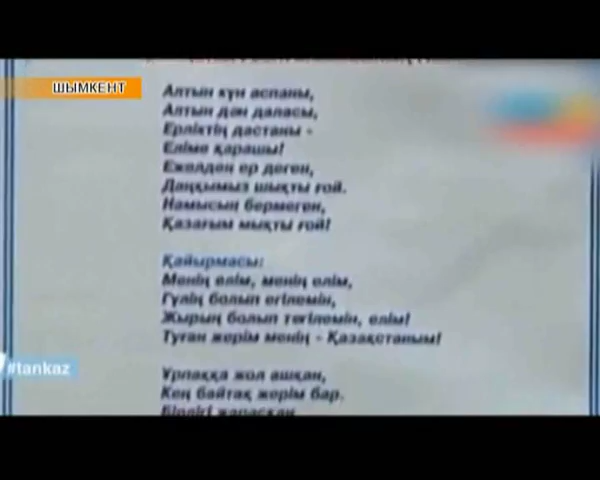 ШЫМКЕНТ
Алтын күн аспаны,
Алтын дән даласы,
Ерліктің дастаны -
Еліме қарашы!
Ежелден ер деген,
Даңқымыз шықты ғой.
Намысын бермеген,
Қазағым мықты ғой!
Қайырмасы:
Менің елім, менің елім,
Гүлің болып егілемін,
Жырың болып төгілемін, елім!
Туған жерім менің - Қазақстаным!
#tankaz
Ұрпаққа жол ашқан,
Кең байтақ жерім бар.
Бірлігі жарасқан